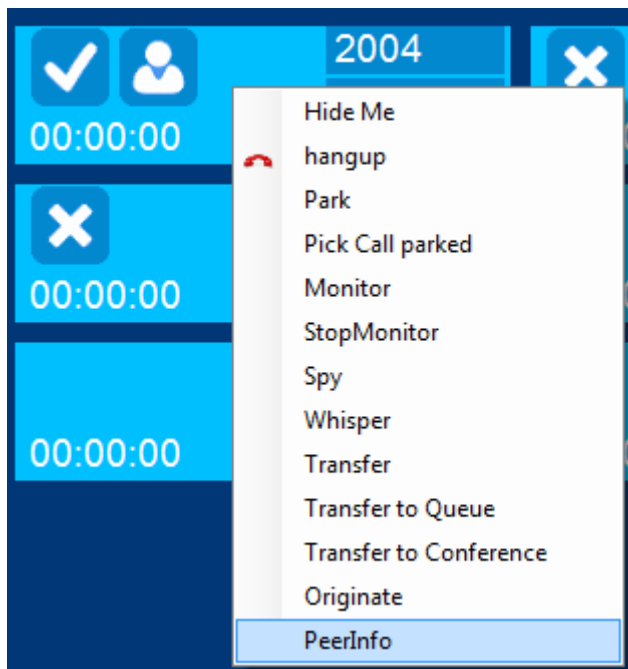 2004
00:00:00
Hide Me
hangup
Park
Pick Call parked
Monitor
StopMonitor
Spy
Whisper
Transfer
Transfer to Queue
Transfer to Conference
Originate
PeerInfo
00:00:00
00:00:00